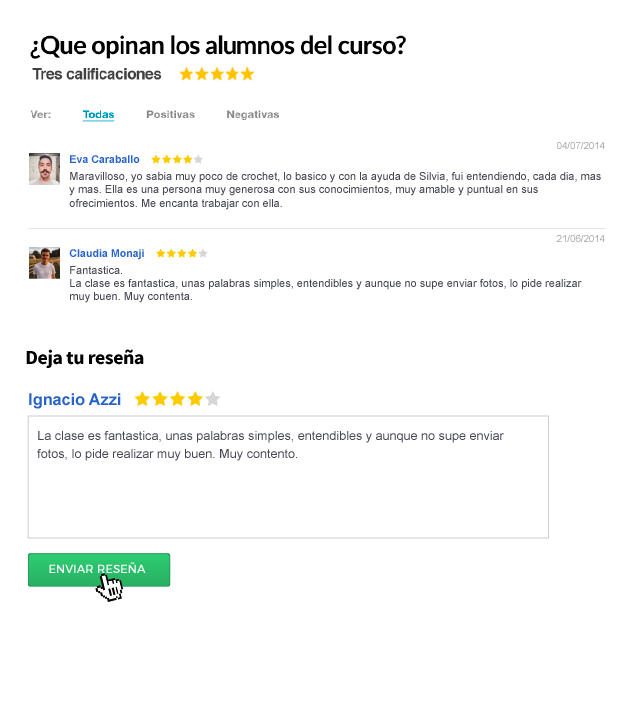 ¿Que opinan los alumnos del curso?
Tres calificaciones
Ver: Todas Positivas Negativas
04/07/2014
Eva Caraballo
Maravilloso, yo sabia muy poco de crochet, lo basico y con la ayuda de Silvia, fui entendiendo, cada dia, mas
y mas. Ella es una persona muy generosa con sus conocimientos, muy amable y puntual en sus
ofrecimientos. Me encanta trabajar con ella.
21/06/2014
Claudia Monaji
Fantastica.
La clase es fantastica, unas palabras simples, entendibles y aunque no supe enviar fotos, lo pide realizar
muy buen. Muy contenta.
Deja tu reseña
Ignacio Azzi
La clase es fantastica, unas palabras simples, entendibles y aunque no supe enviar
fotos, lo pide realizar muy buen. Muy contento.
ENVIAR RESEÑA